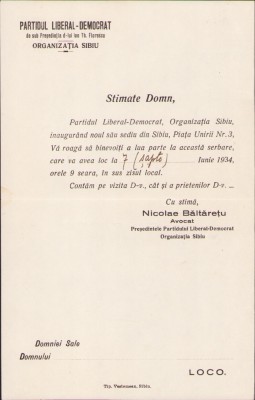 PARTIDUL LIBERAL-DEMOCRAT
de sub Preşedinţia d-lui Ion Th. Florescu
ORGANIZAŢIA SIBIU
Stimate Domn,
Partidul Liberal-Democrat, Organizaţia Sibiu,
inaugurând noul său sediu din Sibiu, Piaţa Unirii Nr. 3,
Vă roagă să binevoiţi a lua parte la această serbare,
care va avea loc la 7 (şapte) Iunie 1934,
orele 9 seara, în sus zisul local.
Contăm pe vizita D-v., cât şi a prietenilor D-v. ...
Cu stimă,
Nicolae Băltăreţu
Avocat
Preşedintele Partidului Liberal-Democrat
Organizaţia Sibiu
Domniei Sale
Domnului
LOCO.
Tip. Vestemean, Sibiu.